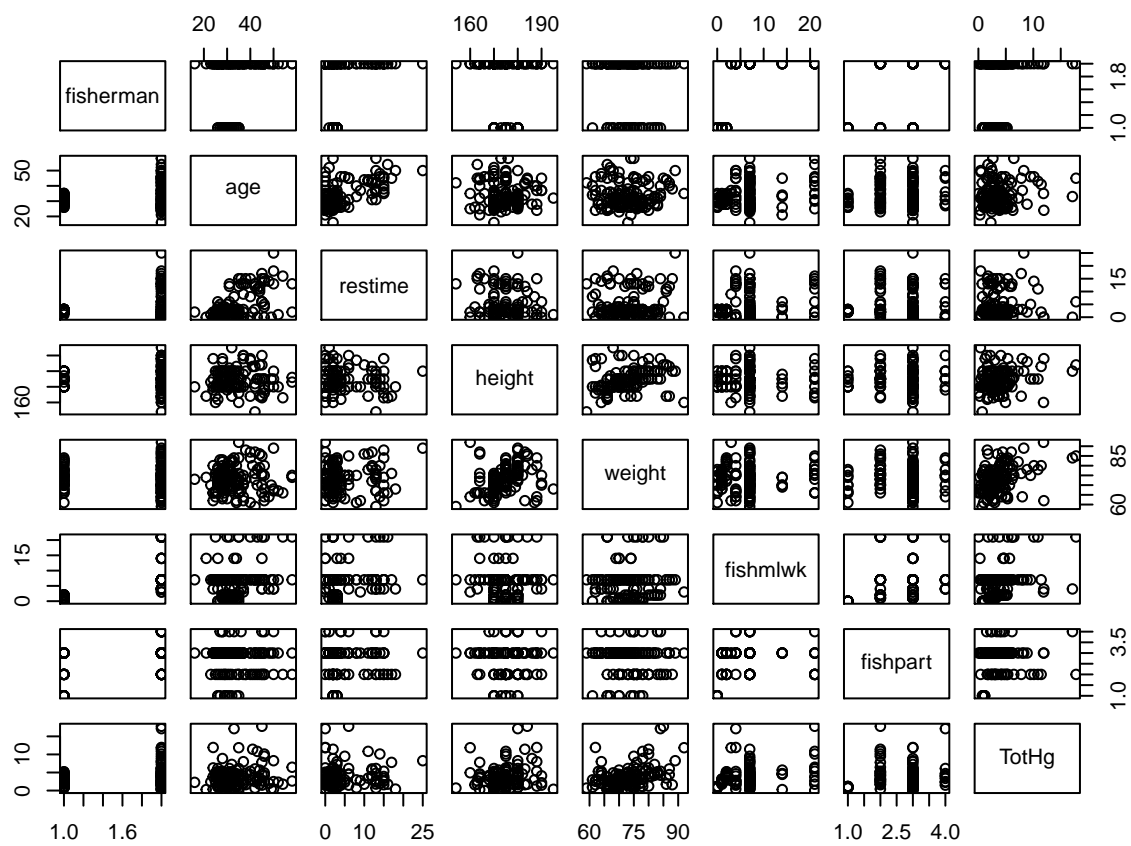 20 40
160 190
0 10 20
0 10
fisherman
1.0 1.8
20 50
age
restime
0 15
160
height
weight
60 85
0 15
fishmlwk
fishpart
1.0 3.5
0 10
TotHg
1.0 1.6
0 10 25
60 75 90
1.0 2.5 4.0